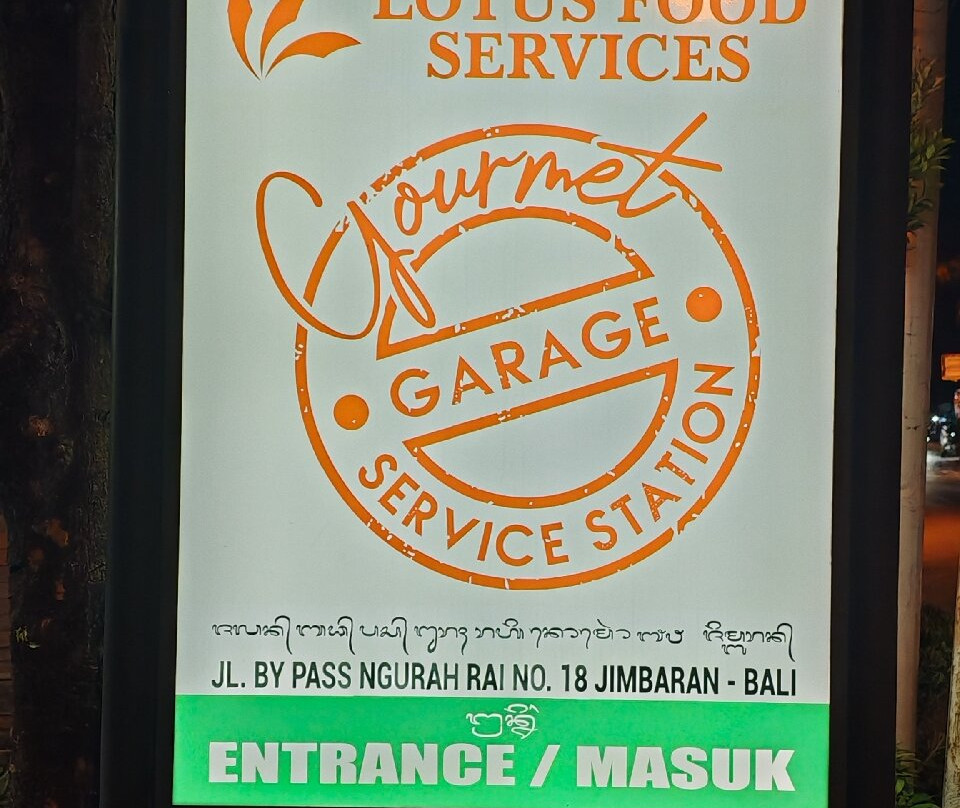 LOTUS FOOD
SERVICES
Gourmet
GARAGE
SERVICE STATION
JL. BY PASS NGURAH RAI NO. 18 JIMBARAN - BALI
ENTRANCE / MASUK